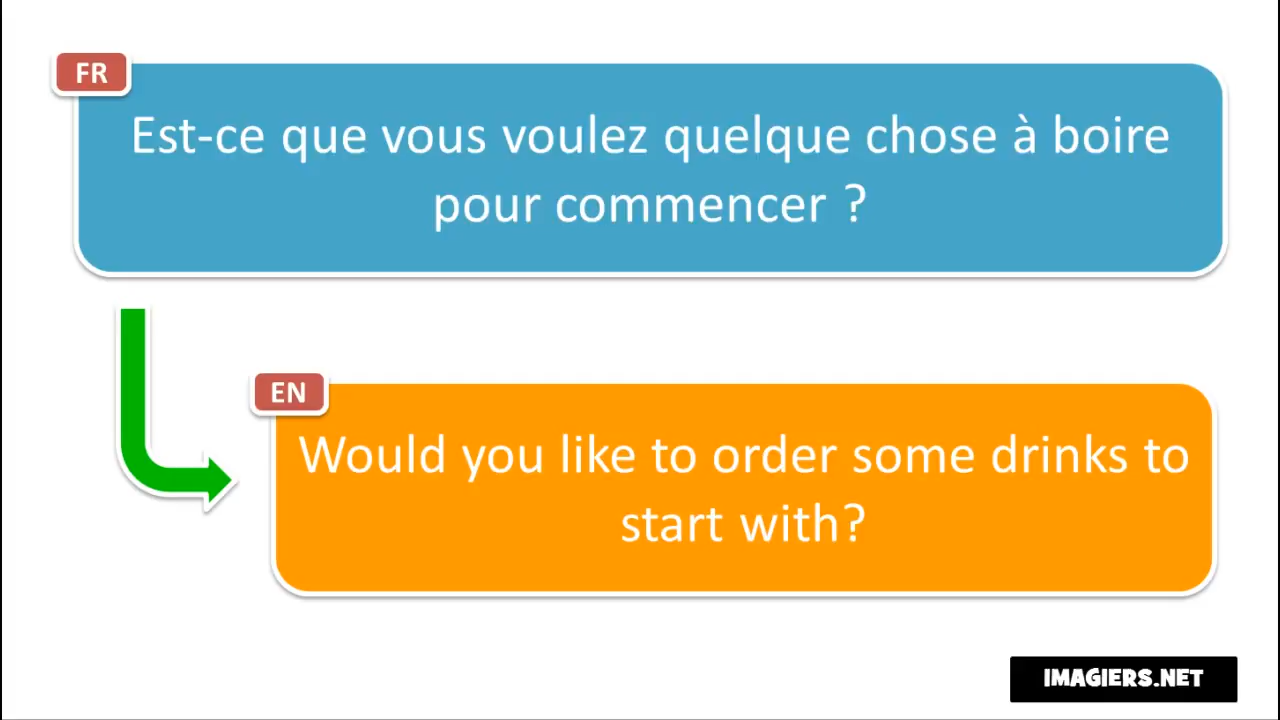 FR
Est-ce que vous voulez quelque chose à boire
pour commencer ?
EN
Would you like to order some drinks to
start with?
IMAGIERS.NET